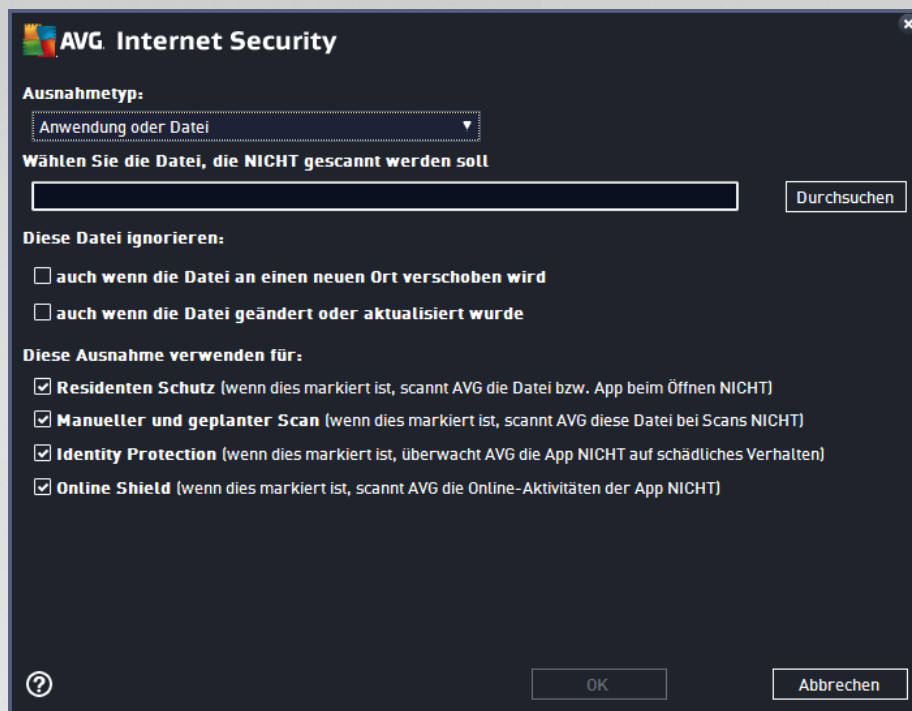 AVG. Internet Security
Ausnahmetyp:
Anwendung oder Datei
Wählen Sie die Datei, die NICHT gescannt werden soll
Durchsuchen
Diese Datei ignorieren:
auch wenn die Datei an einen neuen Ort verschoben wird
auch wenn die Datei geändert oder aktualisiert wurde
Diese Ausnahme verwenden für:
Residenten Schutz (wenn dies markiert ist, scannt AVG die Datei bzw. App beim Öffnen NICHT)
Manueller und geplanter Scan (wenn dies markiert ist, scannt AVG diese Datei bei Scans NICHT)
Identity Protection (wenn dies markiert ist, überwacht AVG die App NICHT auf schädliches Verhalten)
Online Shield (wenn dies markiert ist, scannt AVG die Online-Aktivitäten der App NICHT)
?
OK
Abbrechen